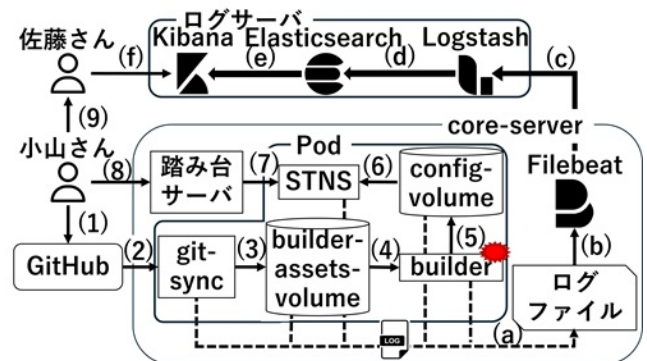 ログサーバ
佐藤さん
Kibana Elasticsearch Logstash
(f)
(e)
(d)
(c)
(9)
core-server
小山さん
Pod
Filebeat
(8)
踏み台
サーバ
(7)
STNS
(6)
config-
volume
(1)
(2)
GitHub
git-
sync
(3)
builder-
assets-
volume
(4)
(5)
builder
(b)
ログ
ファイル
(a)
LOG